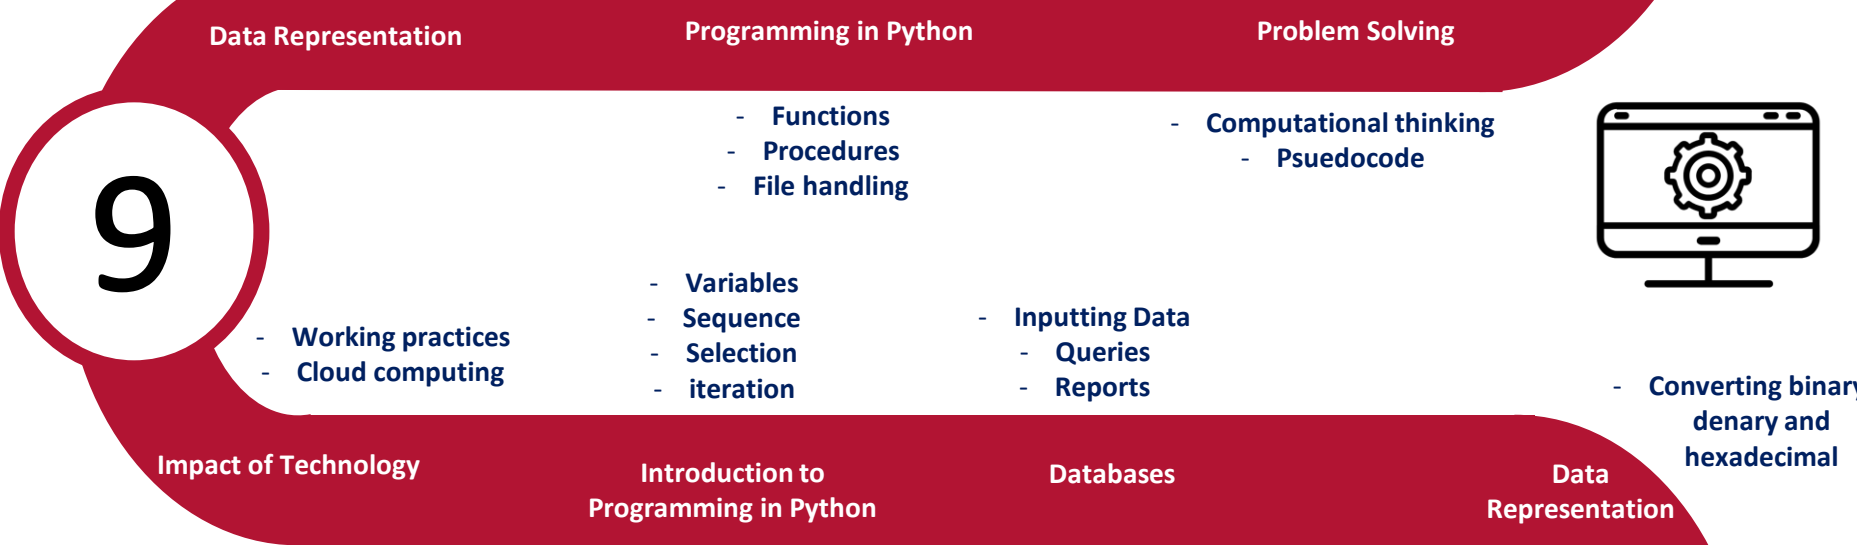 Data Representation
Programming in Python
Problem Solving
- Functions
- Procedures
- File handling
- Computational thinking
- Psuedocode
9
- Working practices
- Cloud computing
- Variables
- Sequence
- Selection
- iteration
- Inputting Data
- Queries
- Reports
- Converting binary
denary and
hexadecimal
Impact of Technology
Introduction to
Programming in Python
Databases
Data
Representation